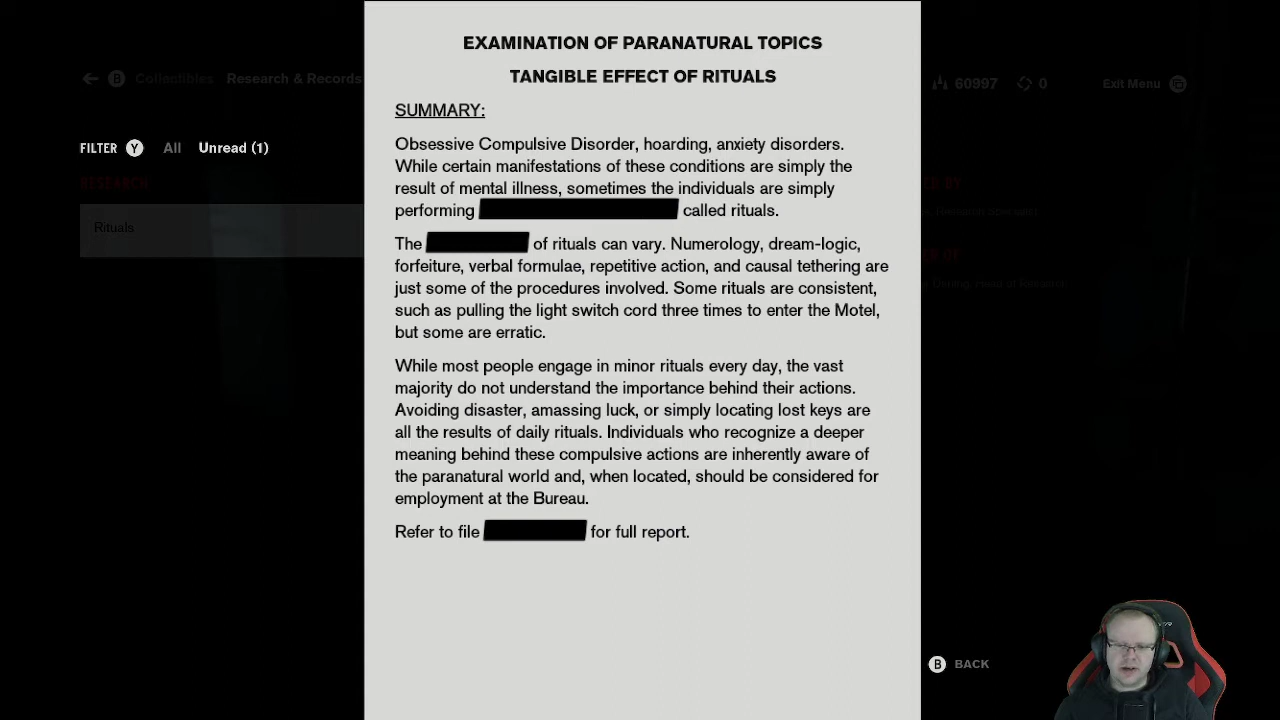 EXAMINATION OF PARANATURAL TOPICS
TANGIBLE EFFECT OF RITUALS
B Collectibles Research & Records
60997 0 Exit Menu
SUMMARY:
Obsessive Compulsive Disorder, hoarding, anxiety disorders.
While certain manifestations of these conditions are simply the
result of mental illness, sometimes the individuals are simply
performing called rituals.
FILTER Y All Unread (1)
RESEARCH
Rituals
The of rituals can vary. Numerology, dream-logic,
forfeiture, verbal formulae, repetitive action, and causal tethering are
just some of the procedures involved. Some rituals are consistent,
such as pulling the light switch cord three times to enter the Motel,
but some are erratic.
While most people engage in minor rituals every day, the vast
majority do not understand the importance behind their actions.
Avoiding disaster, amassing luck, or simply locating lost keys are
all the results of daily rituals. Individuals who recognize a deeper
meaning behind these compulsive actions are inherently aware of
the paranatural world and, when located, should be considered for
employment at the Bureau.
Refer to file for full report.
B BACK